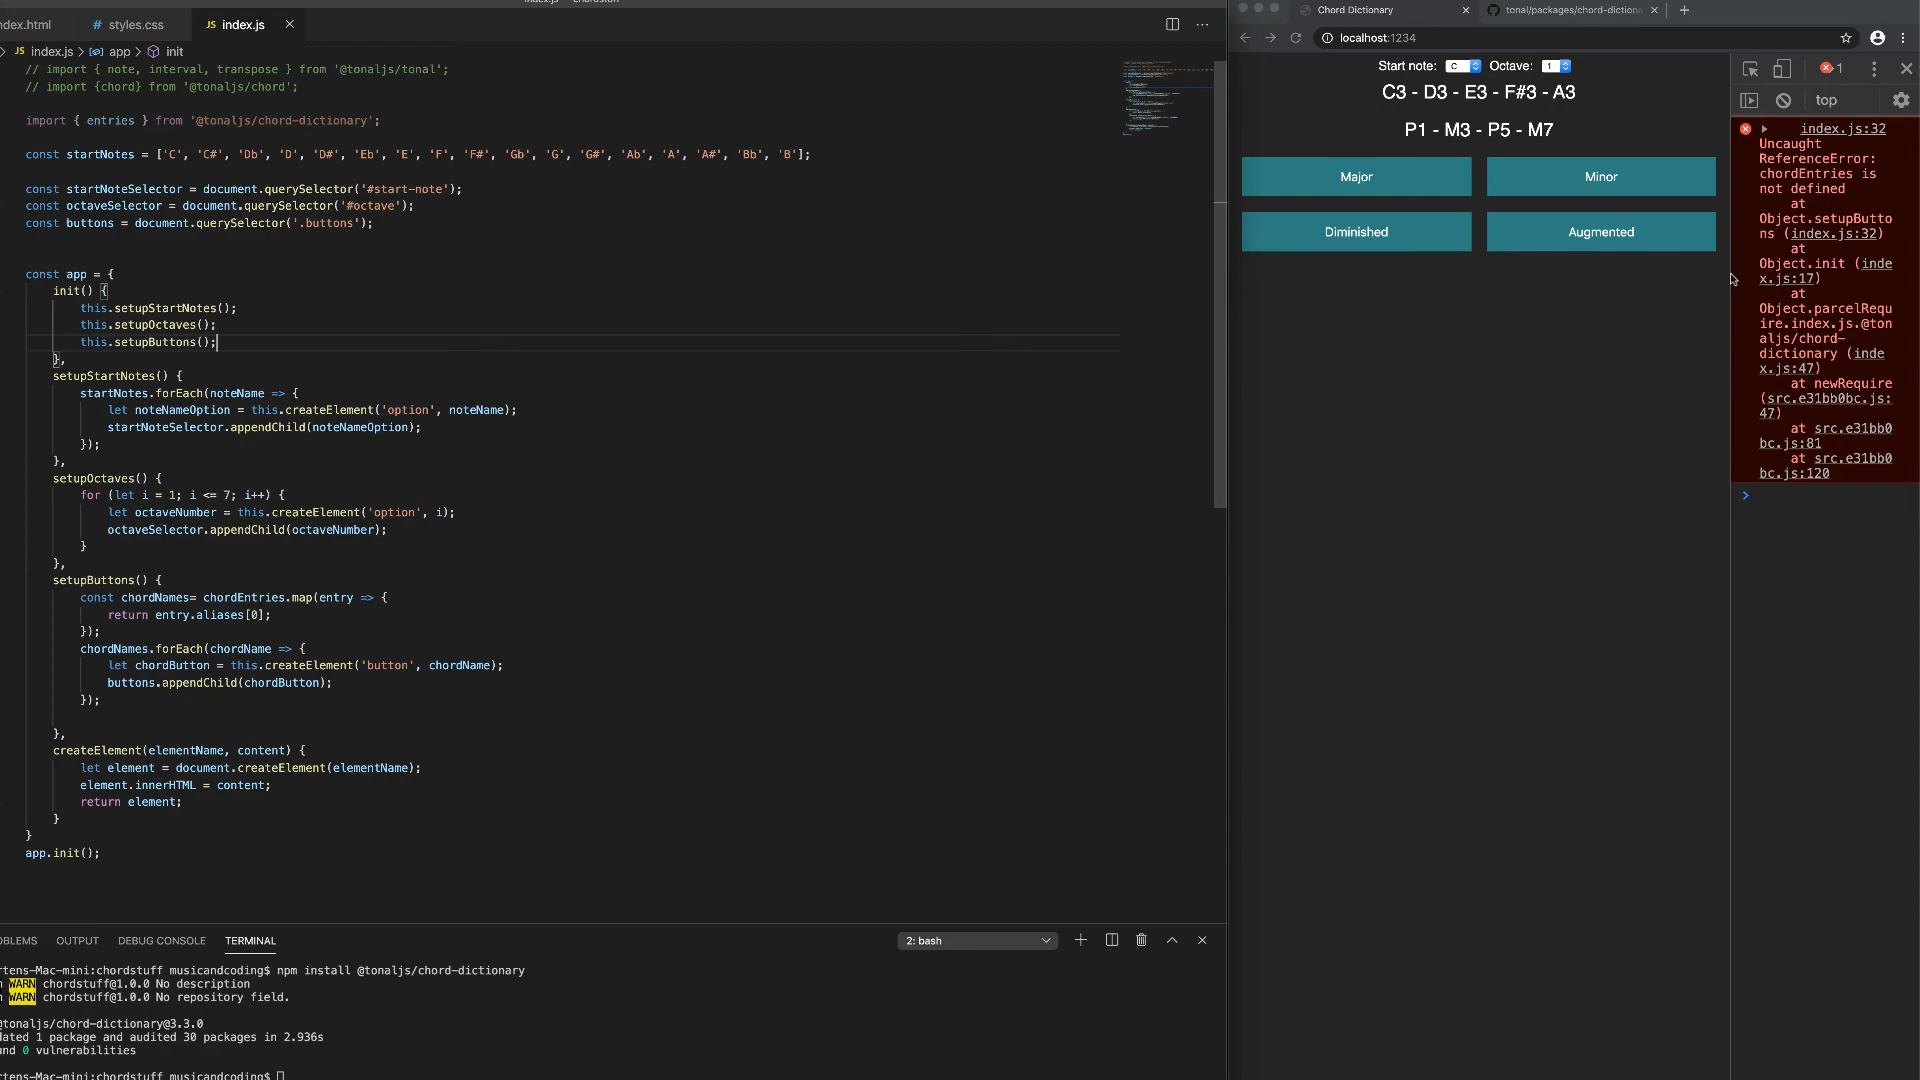 index.js — chordstuff
ndex.html # styles.css JS index.js
JS index.js > app > init
// import { note, interval, transpose } from '@tonaljs/tonal';
// import {chord} from '@tonaljs/chord';
import { entries } from '@tonaljs/chord-dictionary';
const startNotes = ['C', 'C#', 'Db', 'D', 'D#', 'Eb', 'E', 'F', 'F#', 'Gb', 'G', 'G#', 'Ab', 'A', 'A#', 'Bb', 'B'];
const startNoteSelector = document.querySelector('#start-note');
const octaveSelector = document.querySelector('#octave');
const buttons = document.querySelector('.buttons');
const app = {
init() {
this.setupStartNotes();
this.setupOctaves();
this.setupButtons();
},
setupStartNotes() {
startNotes.forEach(noteName => {
let noteNameOption = this.createElement('option', noteName);
startNoteSelector.appendChild(noteNameOption);
});
},
setupOctaves() {
for (let i = 1; i <= 7; i++) {
let octaveNumber = this.createElement('option', i);
octaveSelector.appendChild(octaveNumber);
}
},
setupButtons() {
const chordNames= chordEntries.map(entry => {
return entry.aliases[0];
});
chordNames.forEach(chordName => {
let chordButton = this.createElement('button', chordName);
buttons.appendChild(chordButton);
});
},
createElement(elementName, content) {
let element = document.createElement(elementName);
element.innerHTML = content;
return element;
}
}
app.init();
OBLEMS OUTPUT DEBUG CONSOLE TERMINAL 2: bash
rtens-Mac-mini:chordstuff musicandcoding$ npm install @tonaljs/chord-dictionary
WARN chordstuff@1.0.0 No description
WARN chordstuff@1.0.0 No repository field.
@tonaljs/chord-dictionary@3.3.0
dated 1 package and audited 30 packages in 2.936s
und 0 vulnerabilities
rtens-Mac-mini:chordstuff musicandcoding$
Chord Dictionary tonal/packages/chord-dictiona
localhost:1234
Start note: C Octave: 1
C3 - D3 - E3 - F#3 - A3
P1 - M3 - P5 - M7
Major Minor
Diminished Augmented
1
top
index.js:32
Uncaught
ReferenceError:
chordEntries is
not defined
at
Object.setupButto
ns (index.js:32)
at
Object.init (inde
x.js:17)
at
Object.parcelRequ
ire.index.js.@ton
aljs/chord-
dictionary (inde
x.js:47)
at newRequire
(src.e31bb0bc.js:
47)
at src.e31bb0
bc.js:81
at src.e31bb0
bc.js:120